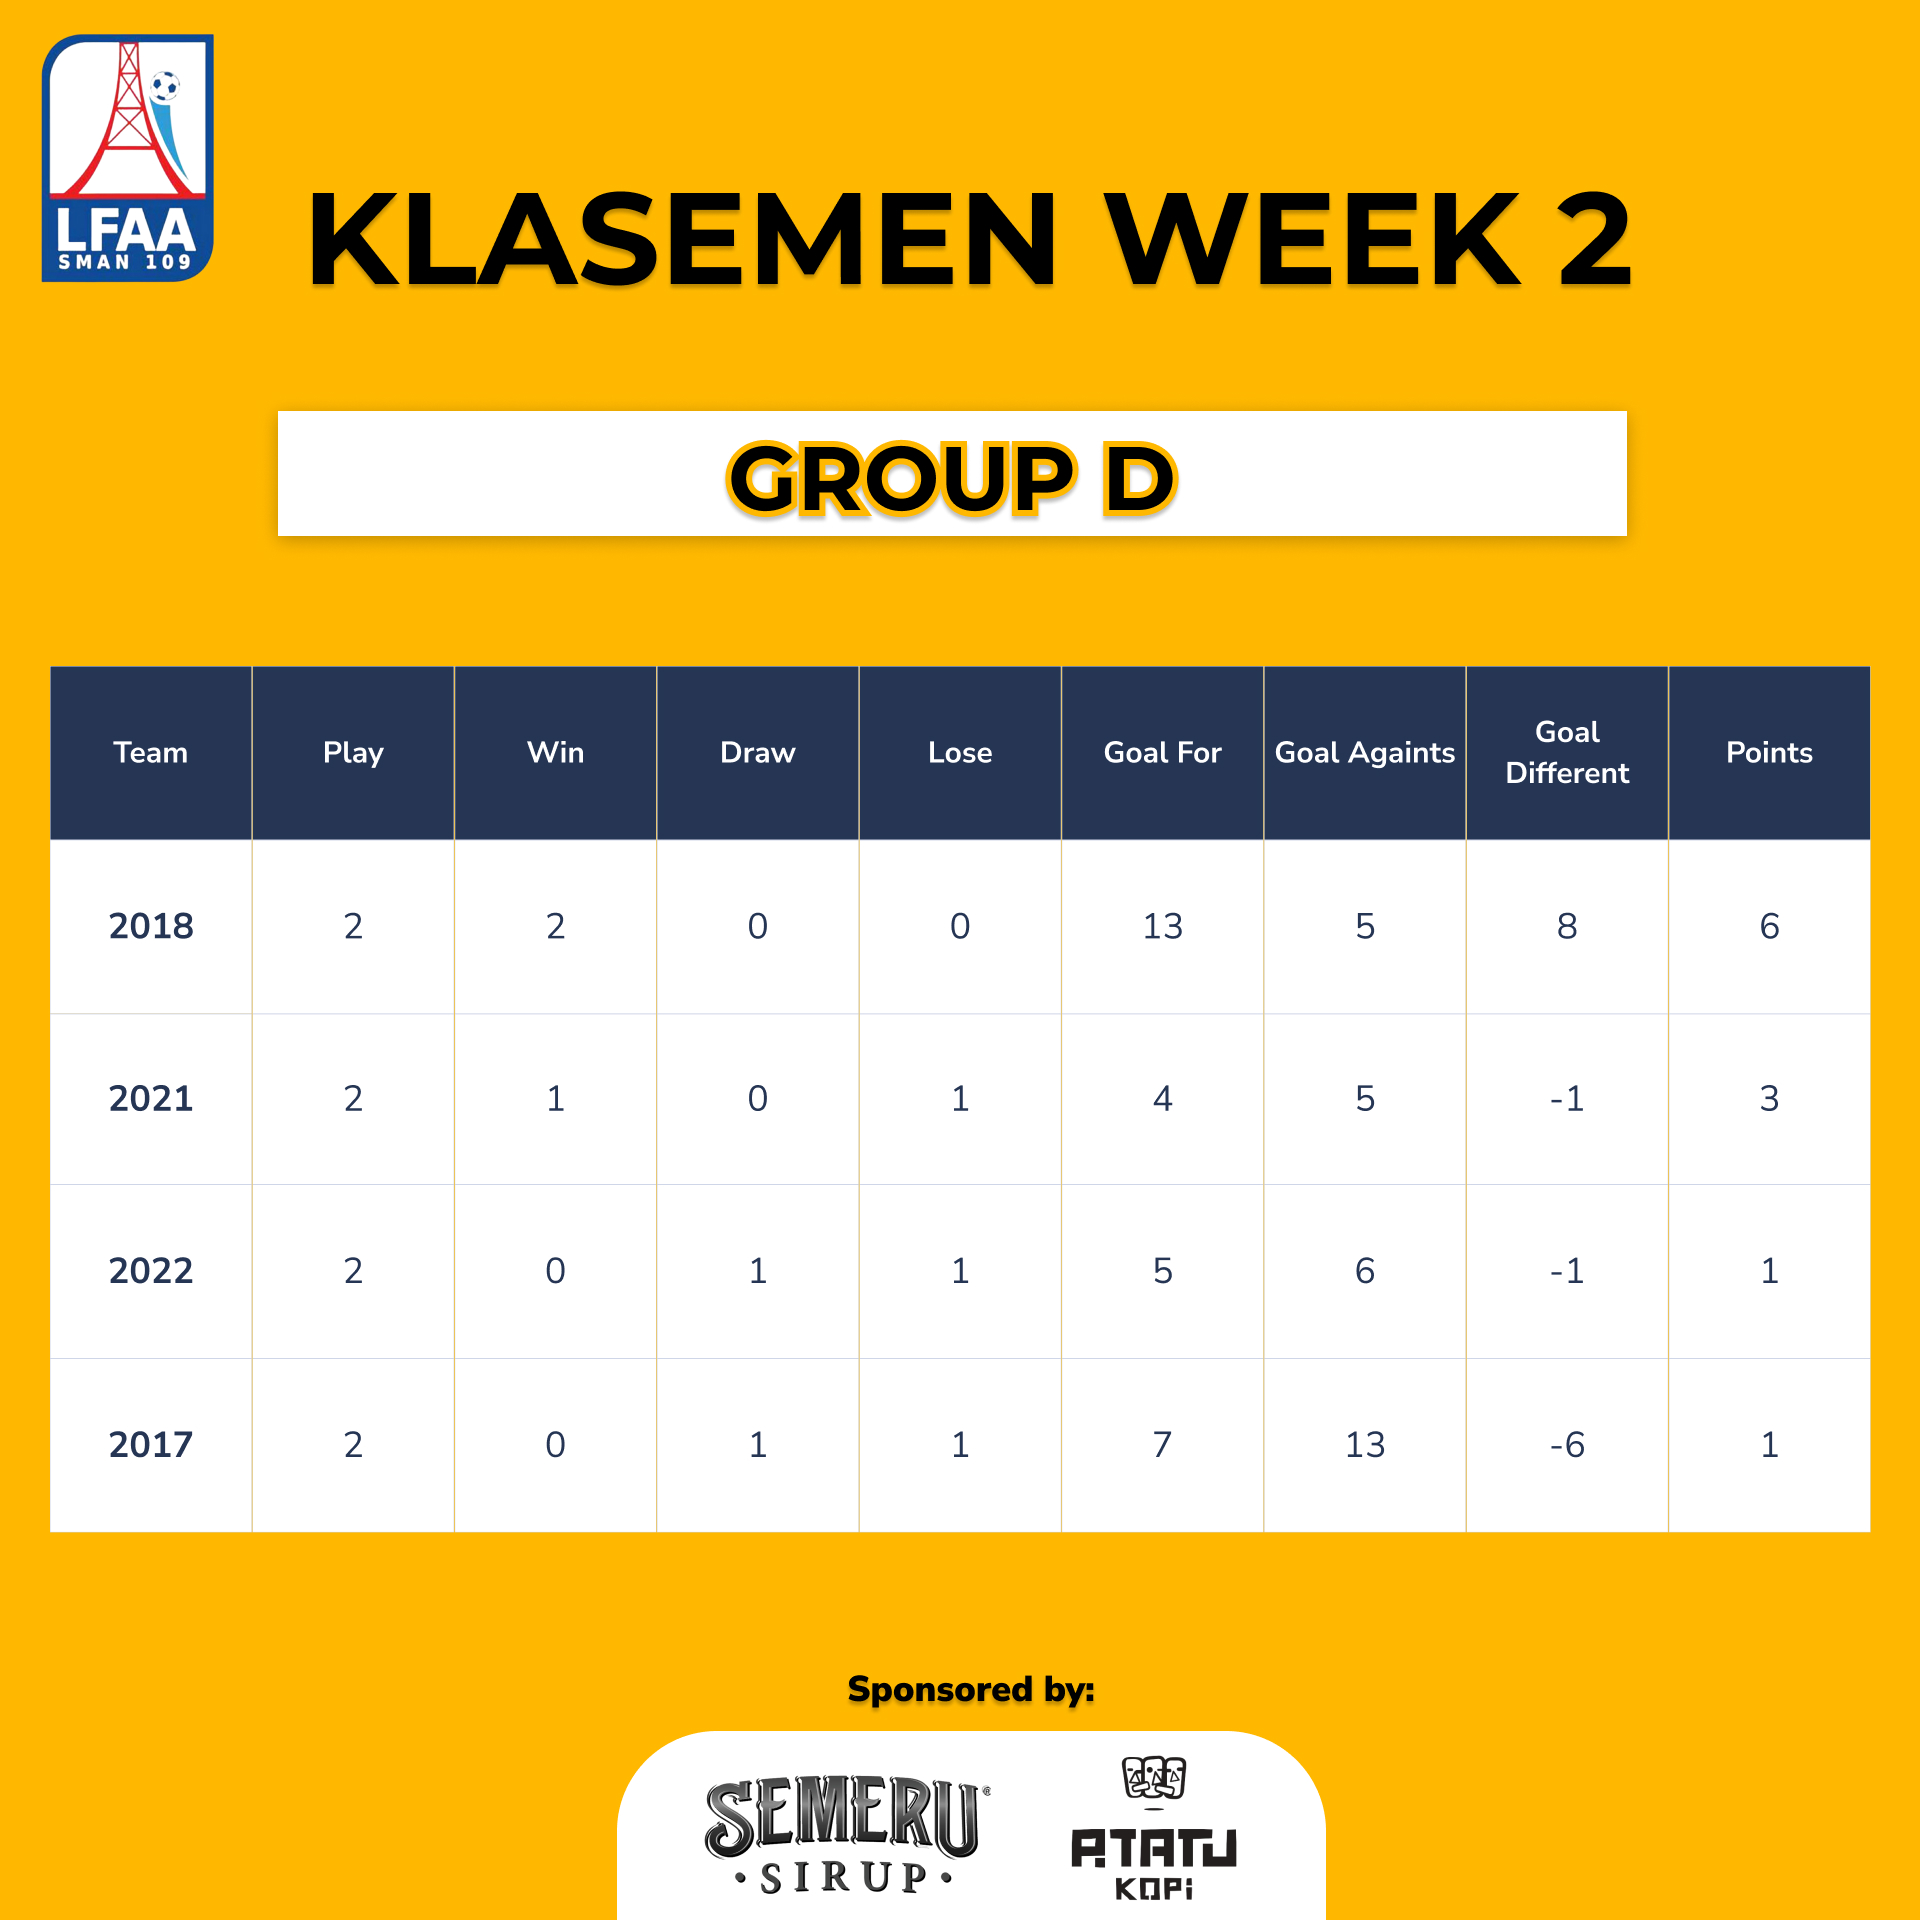 LFAA
SMAN 109
KLASEMEN WEEK 2
GROUP D
Team Play Win Draw Lose Goal For Goal Againts Goal Different Points
2018 2 2 0 0 13 5 8 6
2021 2 1 0 1 4 5 -1 3
2022 2 0 1 1 5 6 -1 1
2017 2 0 1 1 7 13 -6 1
Sponsored by:
SEMERU®
·SIRUP·
P.TATU
KOPi